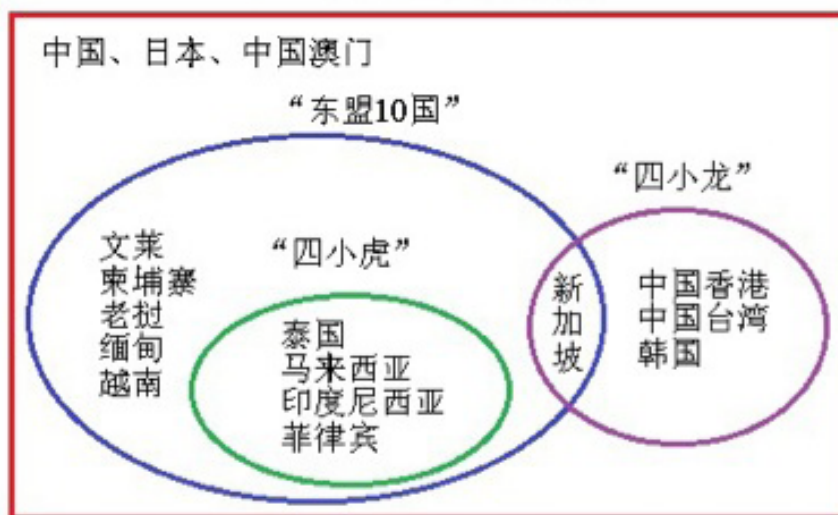 中国、日本、中国澳门
“东盟10国”
“四小龙”
文莱
柬埔寨
老挝
缅甸
越南
“四小虎”
泰国
马来西亚
印度尼西亚
菲律宾
新
加
坡
中国香港
中国台湾
韩国